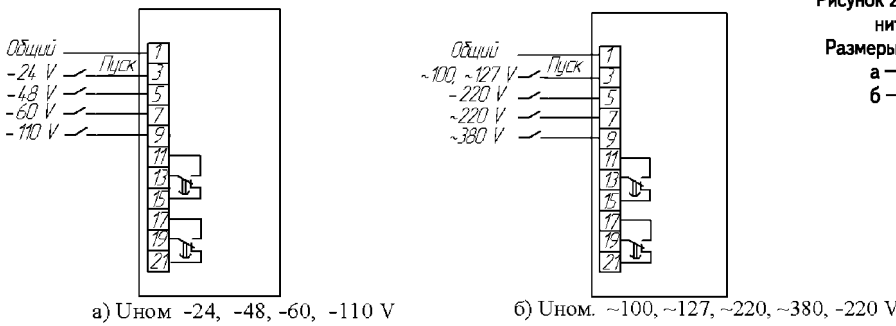 Рисунок 2
нит
Размеры
а –
б –
Общий
-24 V
Пуск
-48 V
-60 V
-110 V
1
3
5
7
9
11
13
15
17
19
21
а) Uном -24, -48, -60, -110 V
Общий
~100, ~127 V
Пуск
-220 V
~220 V
~380 V
1
3
5
7
9
11
13
15
17
19
21
б) Uном. ~100, ~127, ~220, ~380, -220 V